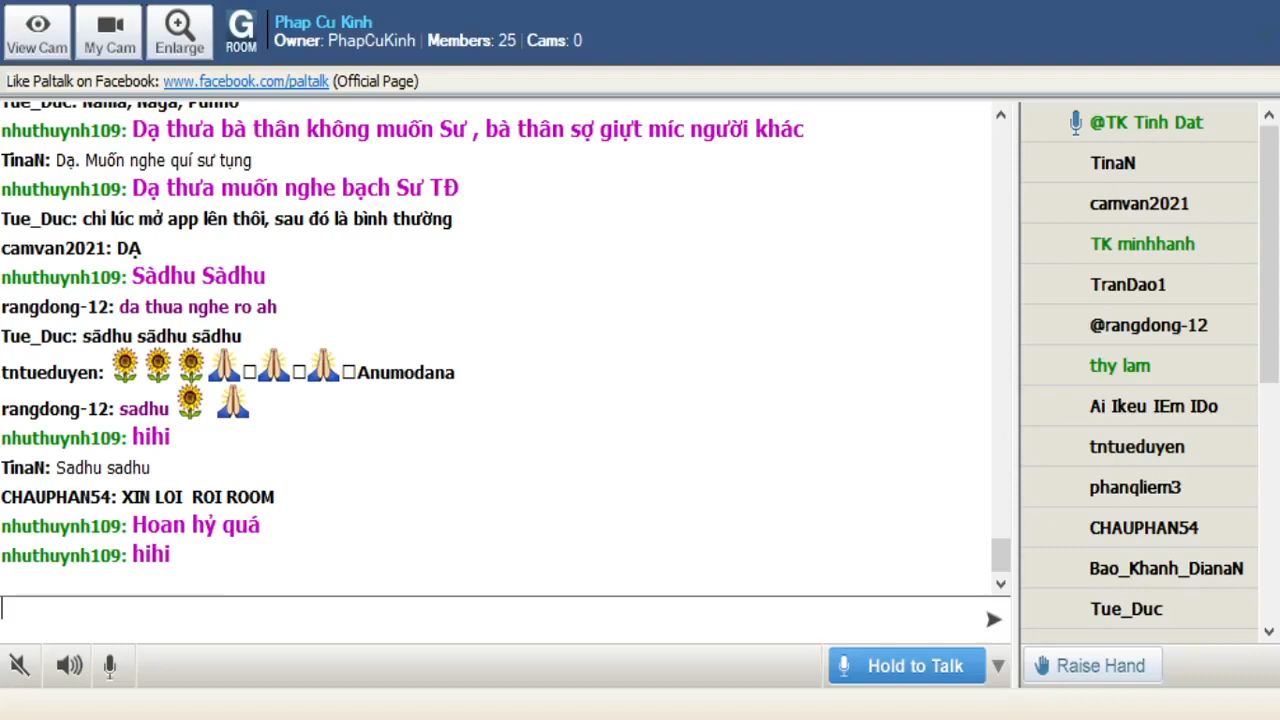 View Cam
My Cam
Enlarge
G
ROOM
Phap Cu Kinh
Owner: PhapCuKinh | Members: 25 | Cams: 0
Like Paltalk on Facebook: www.facebook.com/paltalk (Official Page)
Tue_Duc: Nama, Naga, Punno
nhuthuynh109: Dạ thưa bà thân không muốn Sư , bà thân sợ giựt míc người khác
TinaN: Dạ. Muốn nghe quí sư tụng
nhuthuynh109: Dạ thưa muốn nghe bạch Sư TĐ
Tue_Duc: chỉ lúc mở app lên thôi, sau đó là bình thường
camvan2021: DẠ
nhuthuynh109: Sàdhu Sàdhu
rangdong-12: da thua nghe ro ah
Tue_Duc: sādhu sādhu sādhu
tntueduyen: 🌻🌻🌻🙏□🙏□🙏□Anumodana
rangdong-12: sadhu 🌻 🙏
nhuthuynh109: hihi
TinaN: Sadhu sadhu
CHAUPHAN54: XIN LOI ROI ROOM
nhuthuynh109: Hoan hỷ quá
nhuthuynh109: hihi
@TK Tinh Dat
TinaN
camvan2021
TK minhhanh
TranDao1
@rangdong-12
thy lam
Ai Ikeu IEm IDo
tntueduyen
phanqliem3
CHAUPHAN54
Bao_Khanh_DianaN
Tue_Duc
Hold to Talk
Raise Hand